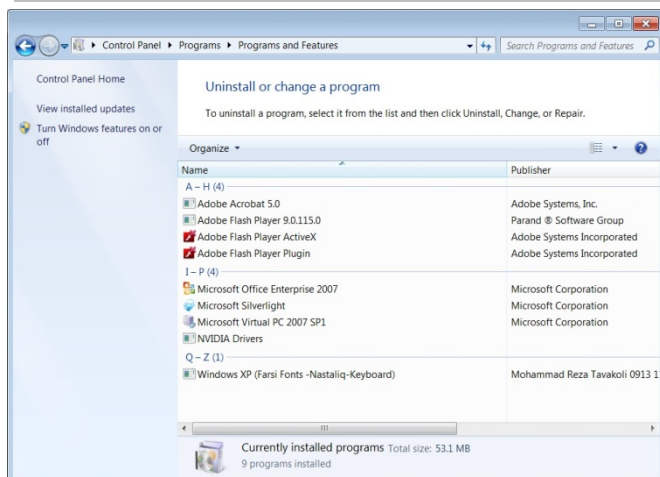 Control Panel ▸ Programs ▸ Programs and Features
Search Programs and Features
Control Panel Home
View installed updates
Turn Windows features on or
off
Uninstall or change a program
To uninstall a program, select it from the list and then click Uninstall, Change, or Repair.
Organize
Name Publisher
A – H (4)
Adobe Acrobat 5.0 Adobe Systems, Inc.
Adobe Flash Player 9.0.115.0 Parand ® Software Group
Adobe Flash Player ActiveX Adobe Systems Incorporated
Adobe Flash Player Plugin Adobe Systems Incorporated
I – P (4)
Microsoft Office Enterprise 2007 Microsoft Corporation
Microsoft Silverlight Microsoft Corporation
Microsoft Virtual PC 2007 SP1 Microsoft Corporation
NVIDIA Drivers
Q – Z (1)
Windows XP (Farsi Fonts -Nastaliq-Keyboard) Mohammad Reza Tavakoli 0913 1
Currently installed programs Total size: 53.1 MB
9 programs installed